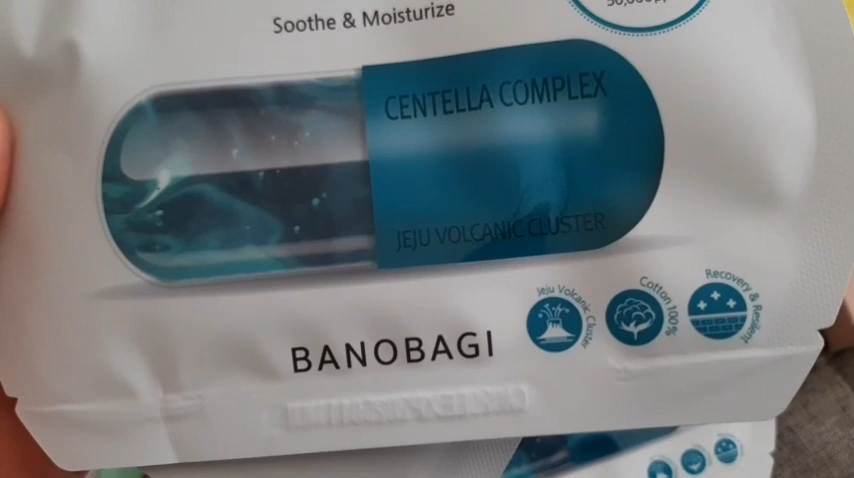 Soothe & Moisturize
CENTELLA COMPLEX
JEJU VOLCANIC CLUSTER
Jeju Volcanic Cluster
Cotton 100%
Recovery & Resilient
BANOBAGI